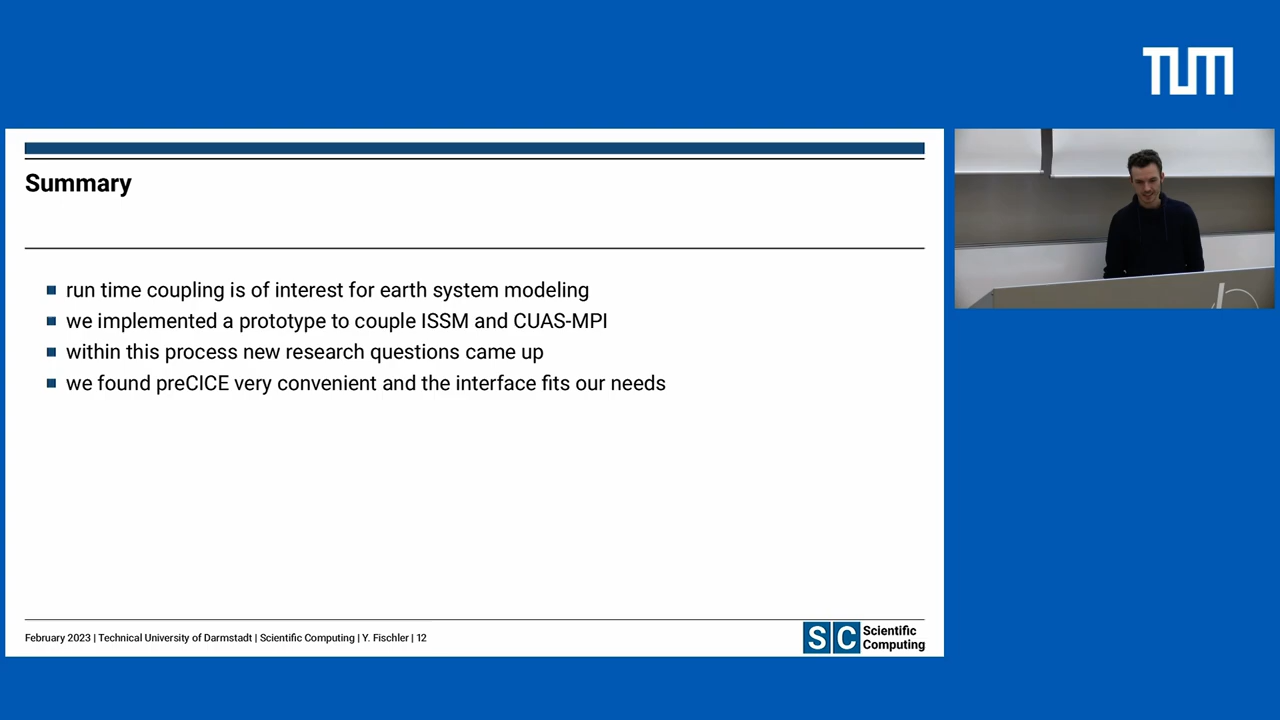 TUM
Summary
run time coupling is of interest for earth system modeling
we implemented a prototype to couple ISSM and CUAS-MPI
within this process new research questions came up
we found preCICE very convenient and the interface fits our needs
February 2023 | Technical University of Darmstadt | Scientific Computing | Y. Fischler | 12
SC Scientific
Computing